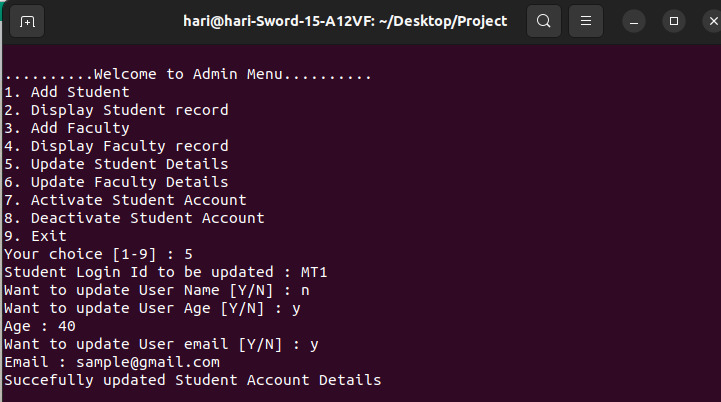 hari@hari-Sword-15-A12VF: ~/Desktop/Project
..........Welcome to Admin Menu..........
1. Add Student
2. Display Student record
3. Add Faculty
4. Display Faculty record
5. Update Student Details
6. Update Faculty Details
7. Activate Student Account
8. Deactivate Student Account
9. Exit
Your choice [1-9] : 5
Student Login Id to be updated : MT1
Want to update User Name [Y/N] : n
Want to update User Age [Y/N] : y
Age : 40
Want to update User email [Y/N] : y
Email : sample@gmail.com
Succefully updated Student Account Details